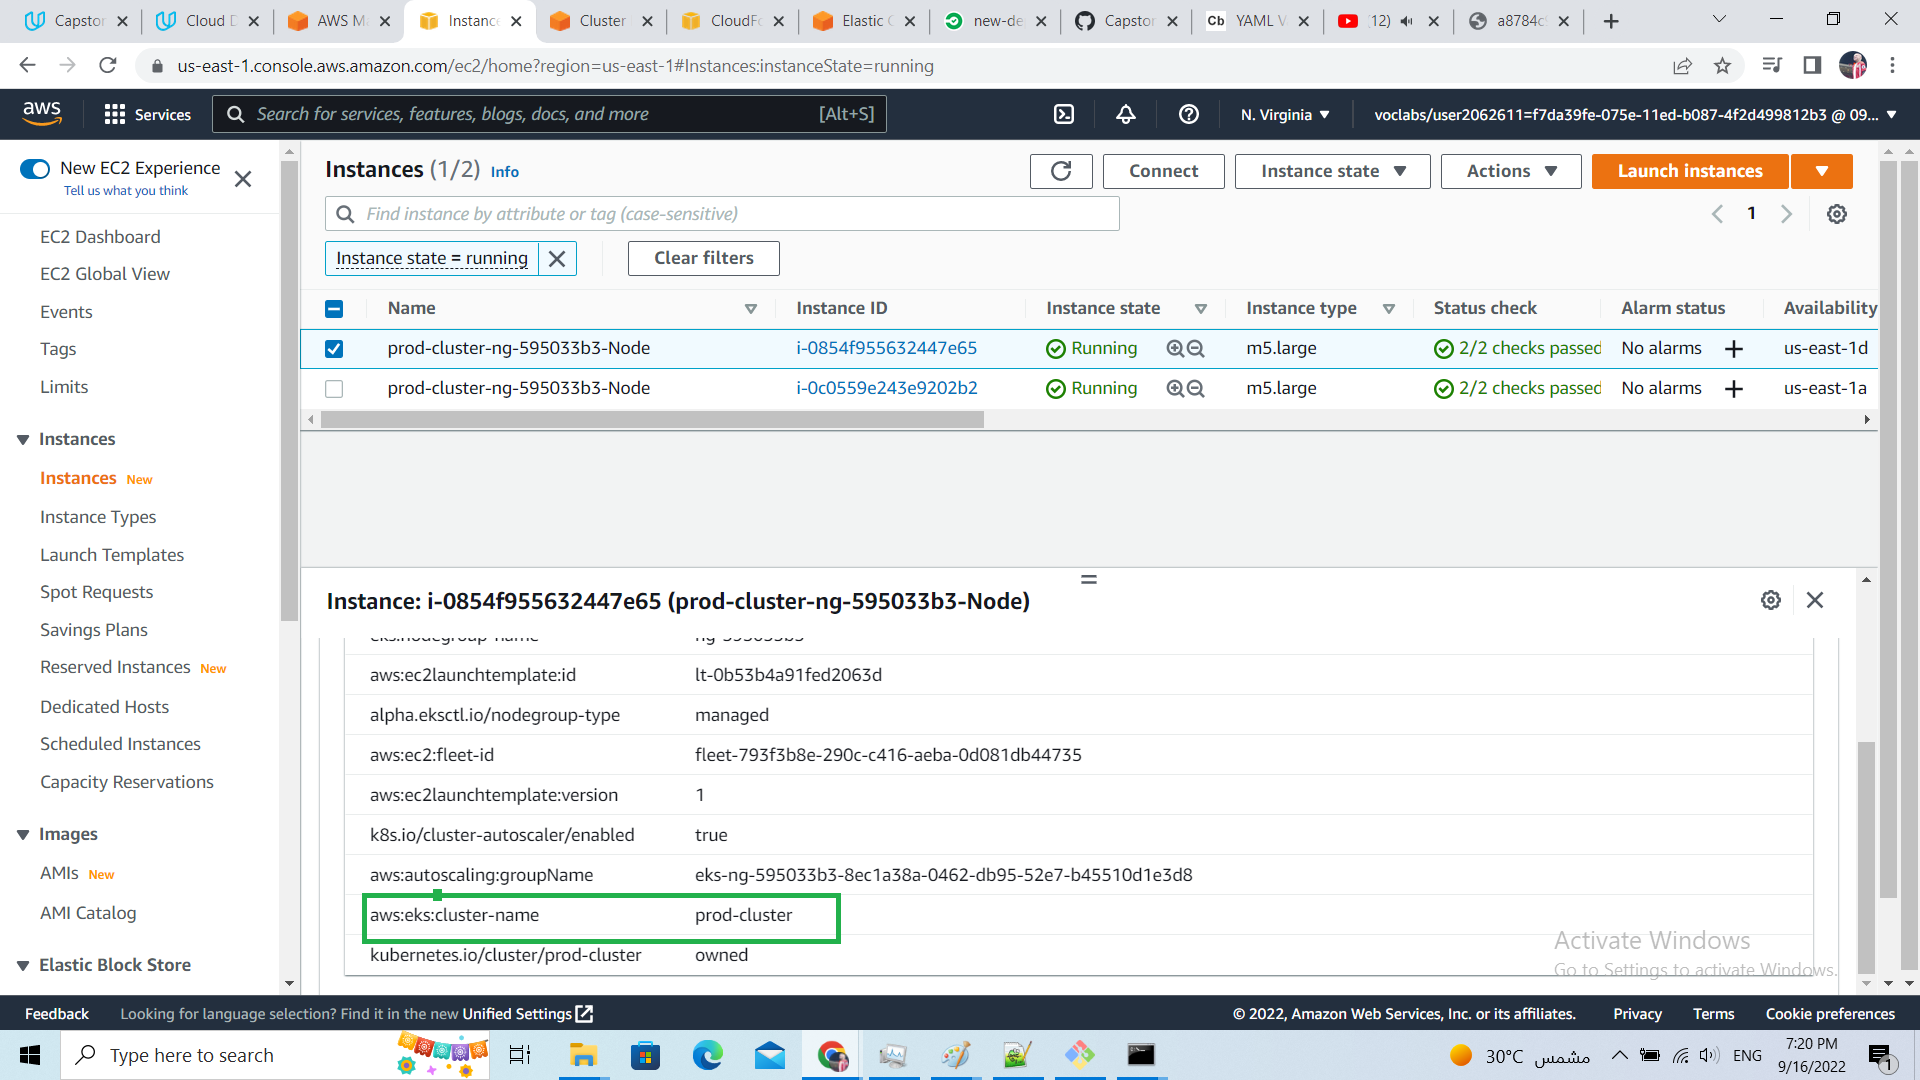 Capstor
Cloud D
AWS Ma
Instance
Cluster
CloudFo
Elastic C
new-de
Capstor
Cb YAML V
12)
a8784c
us-east-1.console.aws.amazon.com/ec2/home?region=us-east-1#Instances:instanceState=running
aws
Services
Search for services, features, blogs, docs, and more
[Alt+S]
N. Virginia
voclabs/user2062611=f7da39fe-075e-11ed-b087-4f2d499812b3 @ 09...
New EC2 Experience
Tell us what you think
EC2 Dashboard
EC2 Global View
Events
Tags
Limits
Instances
Instances New
Instance Types
Launch Templates
Spot Requests
Savings Plans
Reserved Instances New
Dedicated Hosts
Scheduled Instances
Capacity Reservations
Images
AMIs New
AMI Catalog
Elastic Block Store
Instances (1/2) Info
Connect
Instance state
Actions
Launch instances
Find instance by attribute or tag (case-sensitive)
1
Instance state = running
Clear filters
Name Instance ID Instance state Instance type Status check Alarm status Availability
prod-cluster-ng-595033b3-Node i-0854f955632447e65 Running m5.large 2/2 checks passed No alarms us-east-1d
prod-cluster-ng-595033b3-Node i-0c0559e243e9202b2 Running m5.large 2/2 checks passed No alarms us-east-1a
Instance: i-0854f955632447e65 (prod-cluster-ng-595033b3-Node)
eks:nodegroup-name ng-595033b3
aws:ec2launchtemplate:id lt-0b53b4a91fed2063d
alpha.eksctl.io/nodegroup-type managed
aws:ec2:fleet-id fleet-793f3b8e-290c-c416-aeba-0d081db44735
aws:ec2launchtemplate:version 1
k8s.io/cluster-autoscaler/enabled true
aws:autoscaling:groupName eks-ng-595033b3-8ec1a38a-0462-db95-52e7-b45510d1e3d8
aws:eks:cluster-name prod-cluster
kubernetes.io/cluster/prod-cluster owned
Activate Windows
Go to Settings to activate Windows.
Feedback
Looking for language selection? Find it in the new Unified Settings
© 2022, Amazon Web Services, Inc. or its affiliates.
Privacy
Terms
Cookie preferences
Type here to search
30°C مشمس
ENG
7:20 PM
9/16/2022
1